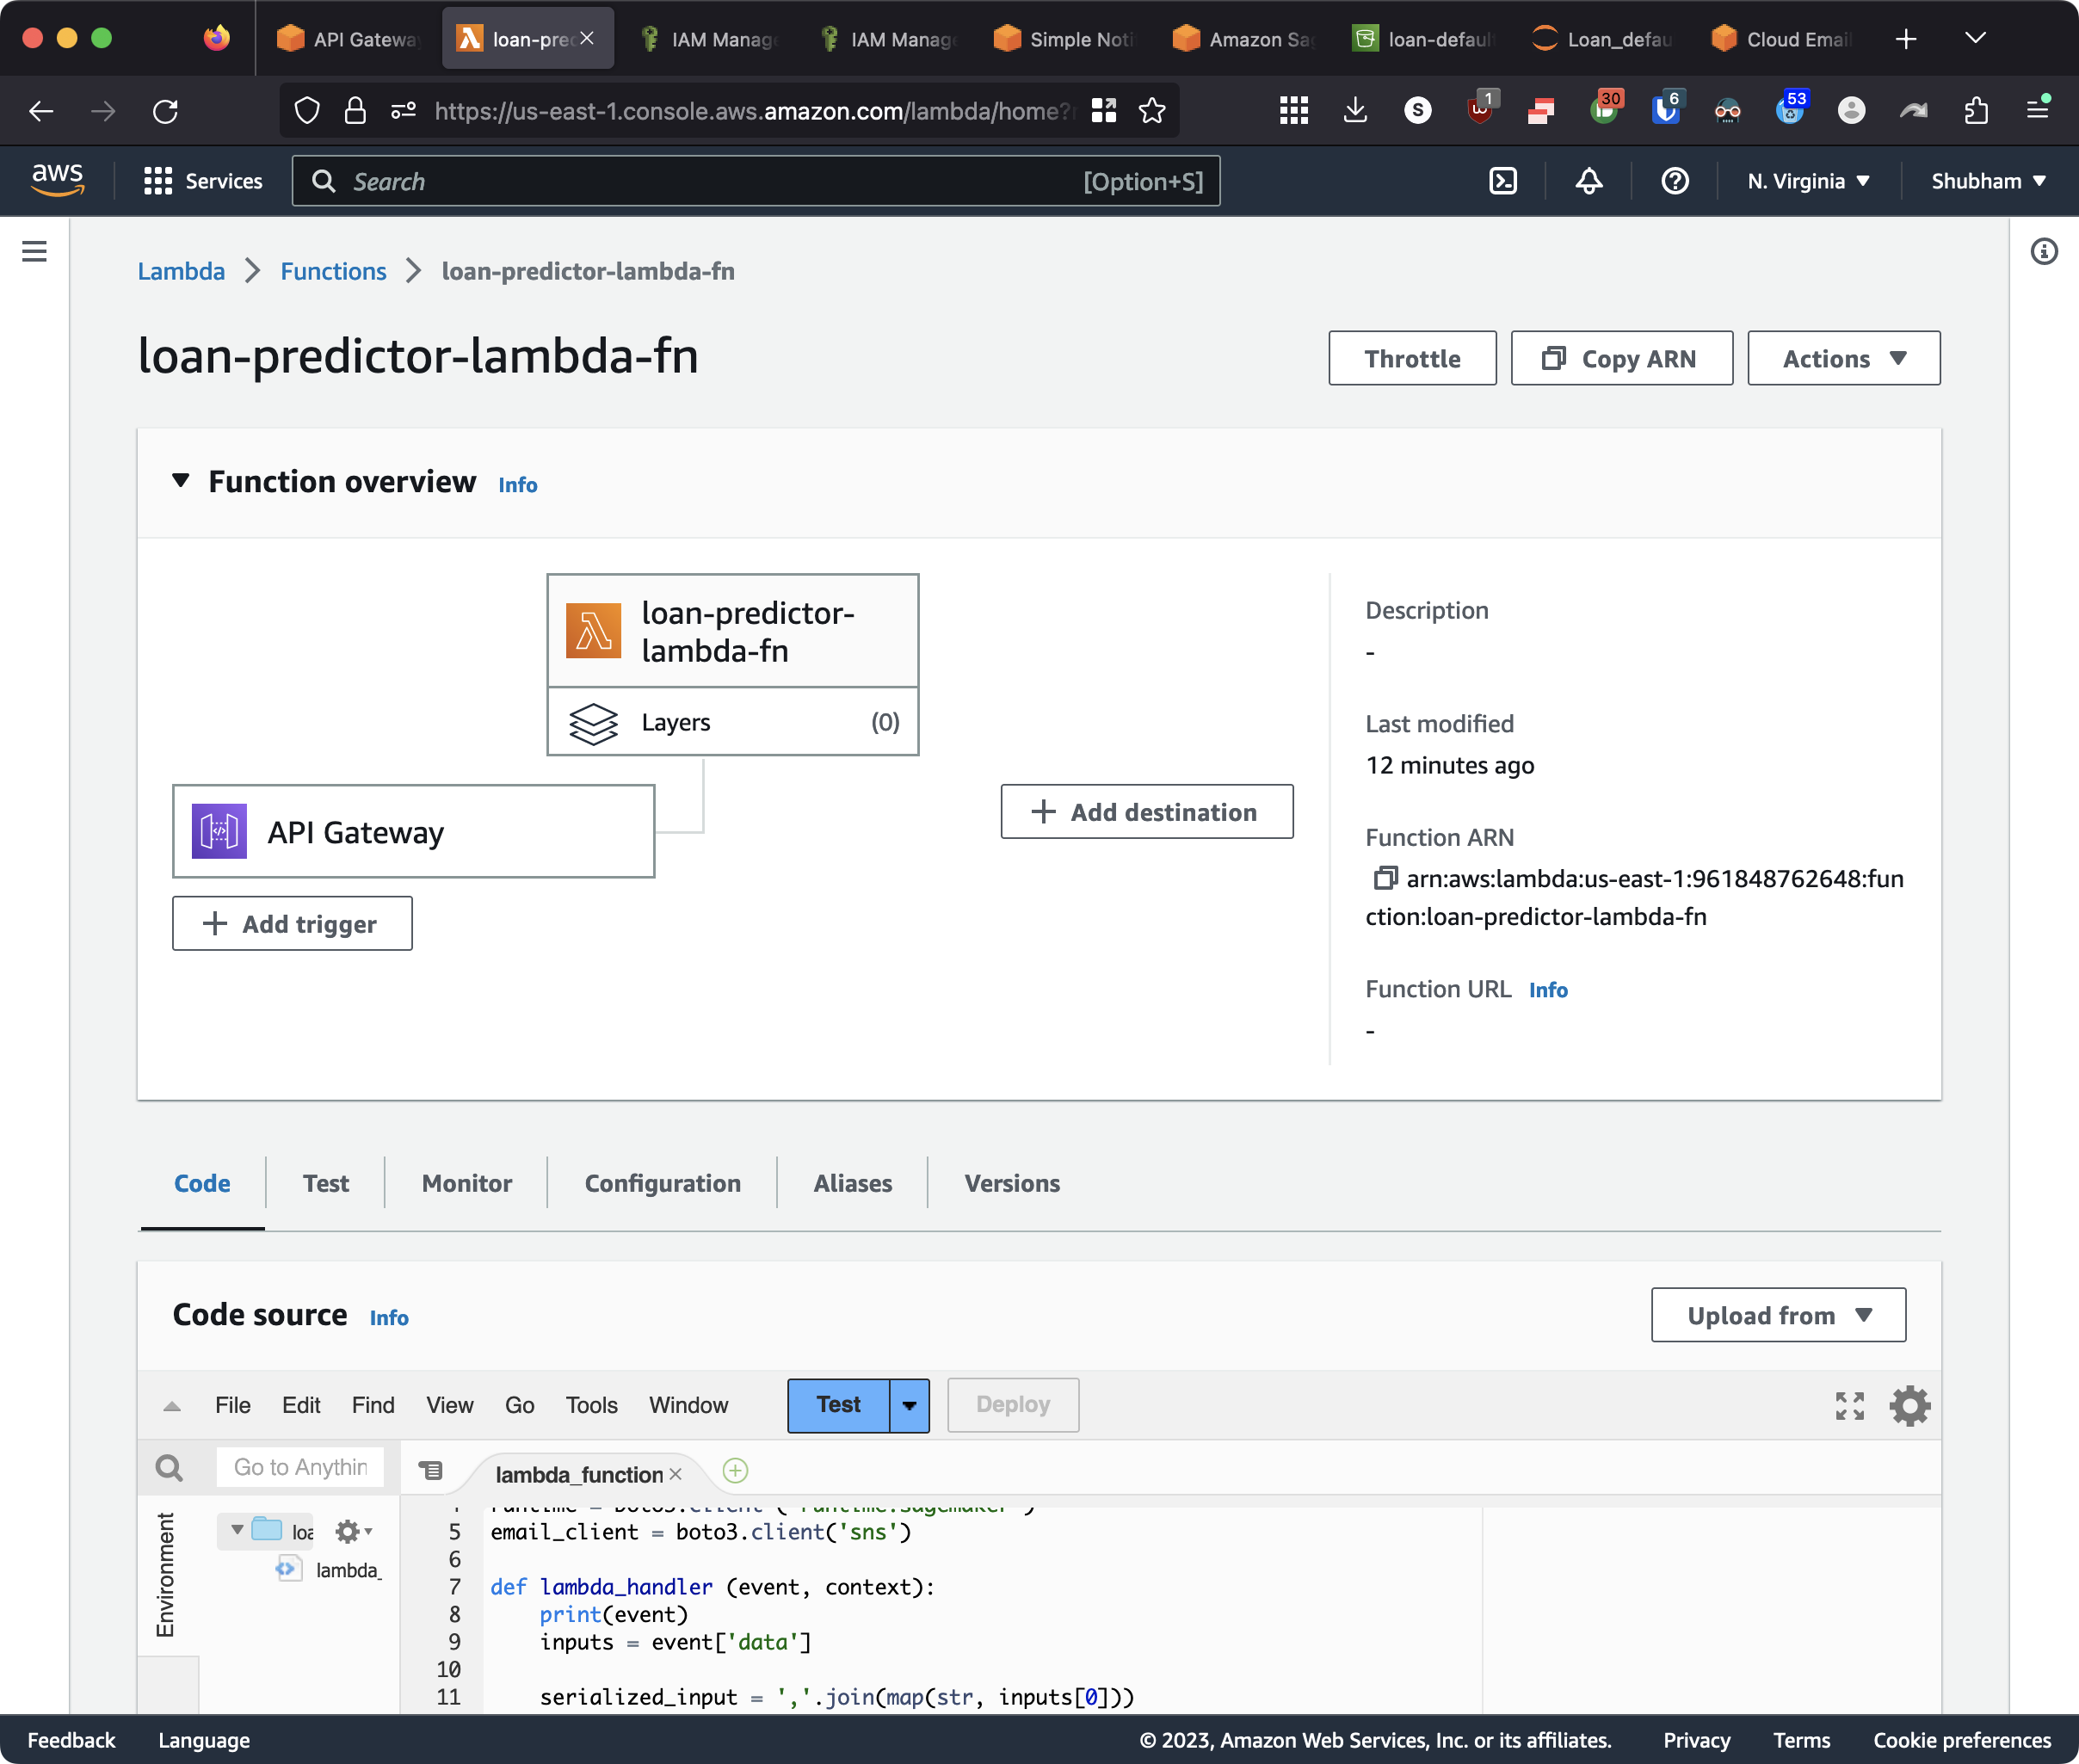 API Gatewa
loan-pred
IAM Manage
IAM Manage
Simple Noti
Amazon Sa
loan-default
Loan_defau
Cloud Email
https://us-east-1.console.aws.amazon.com/lambda/home?
S
1
30
6
53
aws
Services
Search
[Option+S]
N. Virginia
Shubham
Lambda
Functions
loan-predictor-lambda-fn
loan-predictor-lambda-fn
Throttle
Copy ARN
Actions
Function overview Info
loan-predictor-
lambda-fn
Layers (0)
API Gateway
Add trigger
Add destination
Description
-
Last modified
12 minutes ago
Function ARN
arn:aws:lambda:us-east-1:961848762648:fun
ction:loan-predictor-lambda-fn
Function URL Info
-
Code
Test
Monitor
Configuration
Aliases
Versions
Code source Info
Upload from
File Edit Find View Go Tools Window
Test
Deploy
Go to Anythin
lambda_function
Environment
loa
lambda_
5 email_client = boto3.client('sns')
6
7 def lambda_handler (event, context):
8 print(event)
9 inputs = event['data']
10
11 serialized_input = ','.join(map(str, inputs[0]))
Feedback
Language
© 2023, Amazon Web Services, Inc. or its affiliates.
Privacy
Terms
Cookie preferences